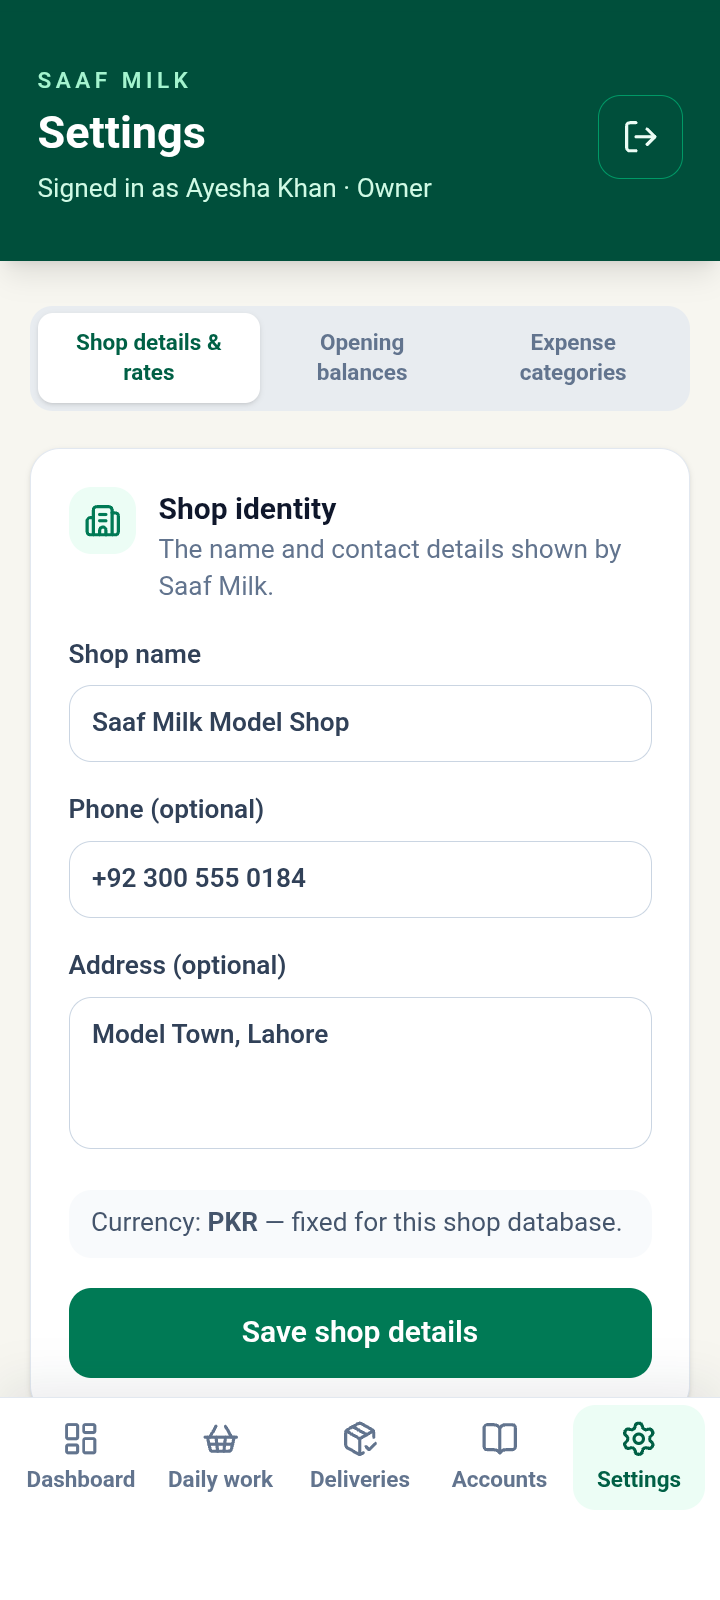 SAAF MILK
Settings
Signed in as Ayesha Khan · Owner
Shop details &
rates
Opening
balances
Expense
categories
Shop identity
The name and contact details shown by
Saaf Milk.
Shop name
Saaf Milk Model Shop
Phone (optional)
+92 300 555 0184
Address (optional)
Model Town, Lahore
Currency: PKR — fixed for this shop database.
Save shop details
Dashboard
Daily work
Deliveries
Accounts
Settings